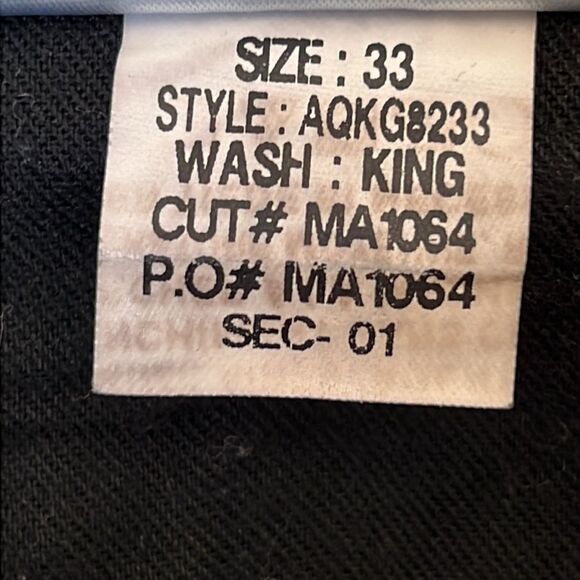 SIZE : 33
STYLE : AQKG8233
WASH : KING
CUT# MA1064
P.O# MA1064
SEC- 01